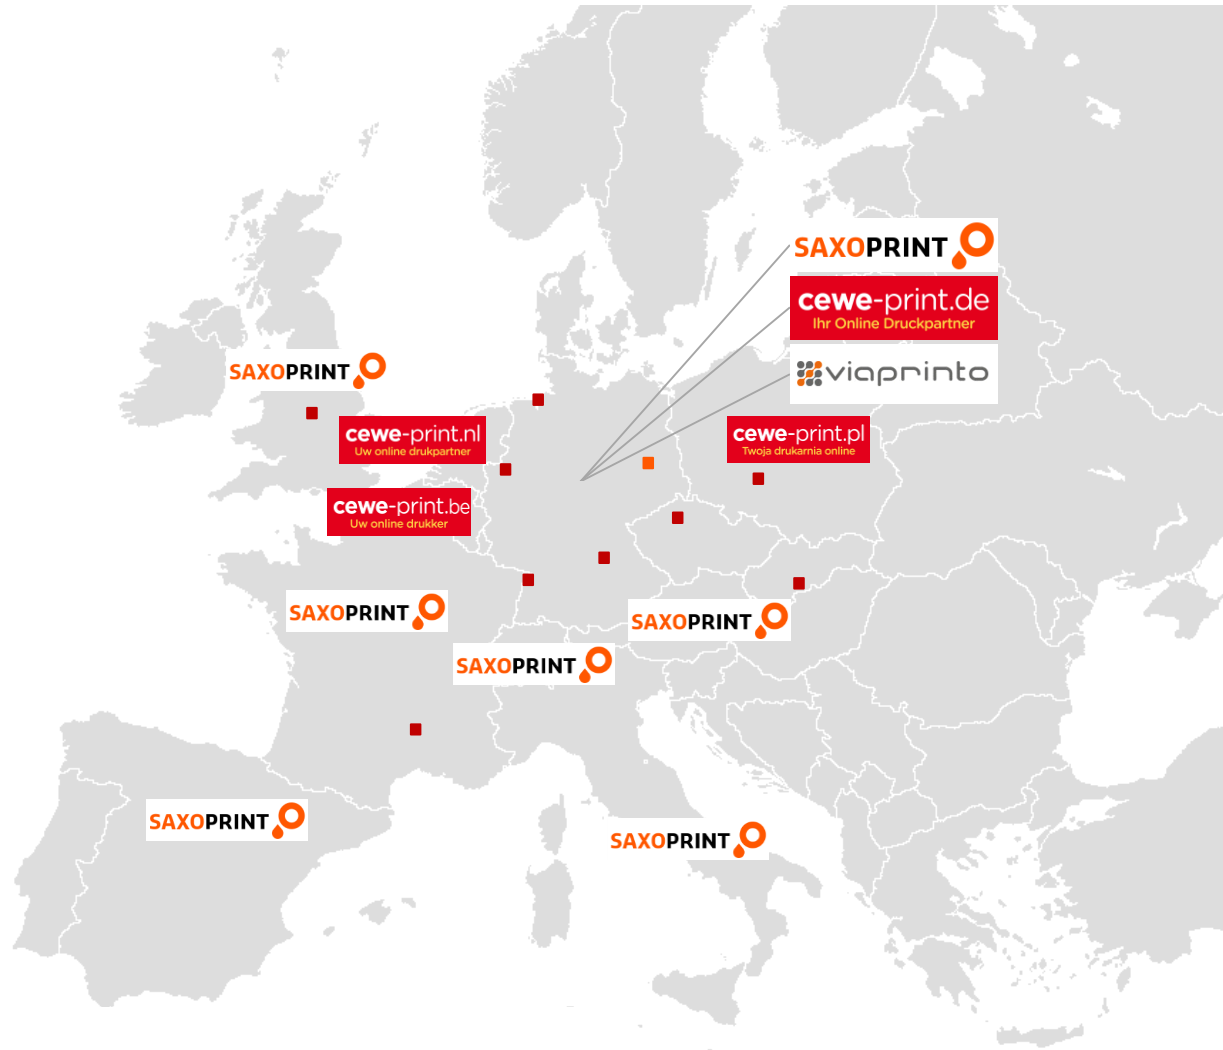 SAXOPRINT
cewe-print.de
Ihr Online Druckpartner
viaprinto
SAXOPRINT
cewe-print.nl
Uw online drukpartner
cewe-print.pl
Twoja drukarnia online
cewe-print.be
Uw online drukker
SAXOPRINT
SAXOPRINT
SAXOPRINT
SAXOPRINT
SAXOPRINT